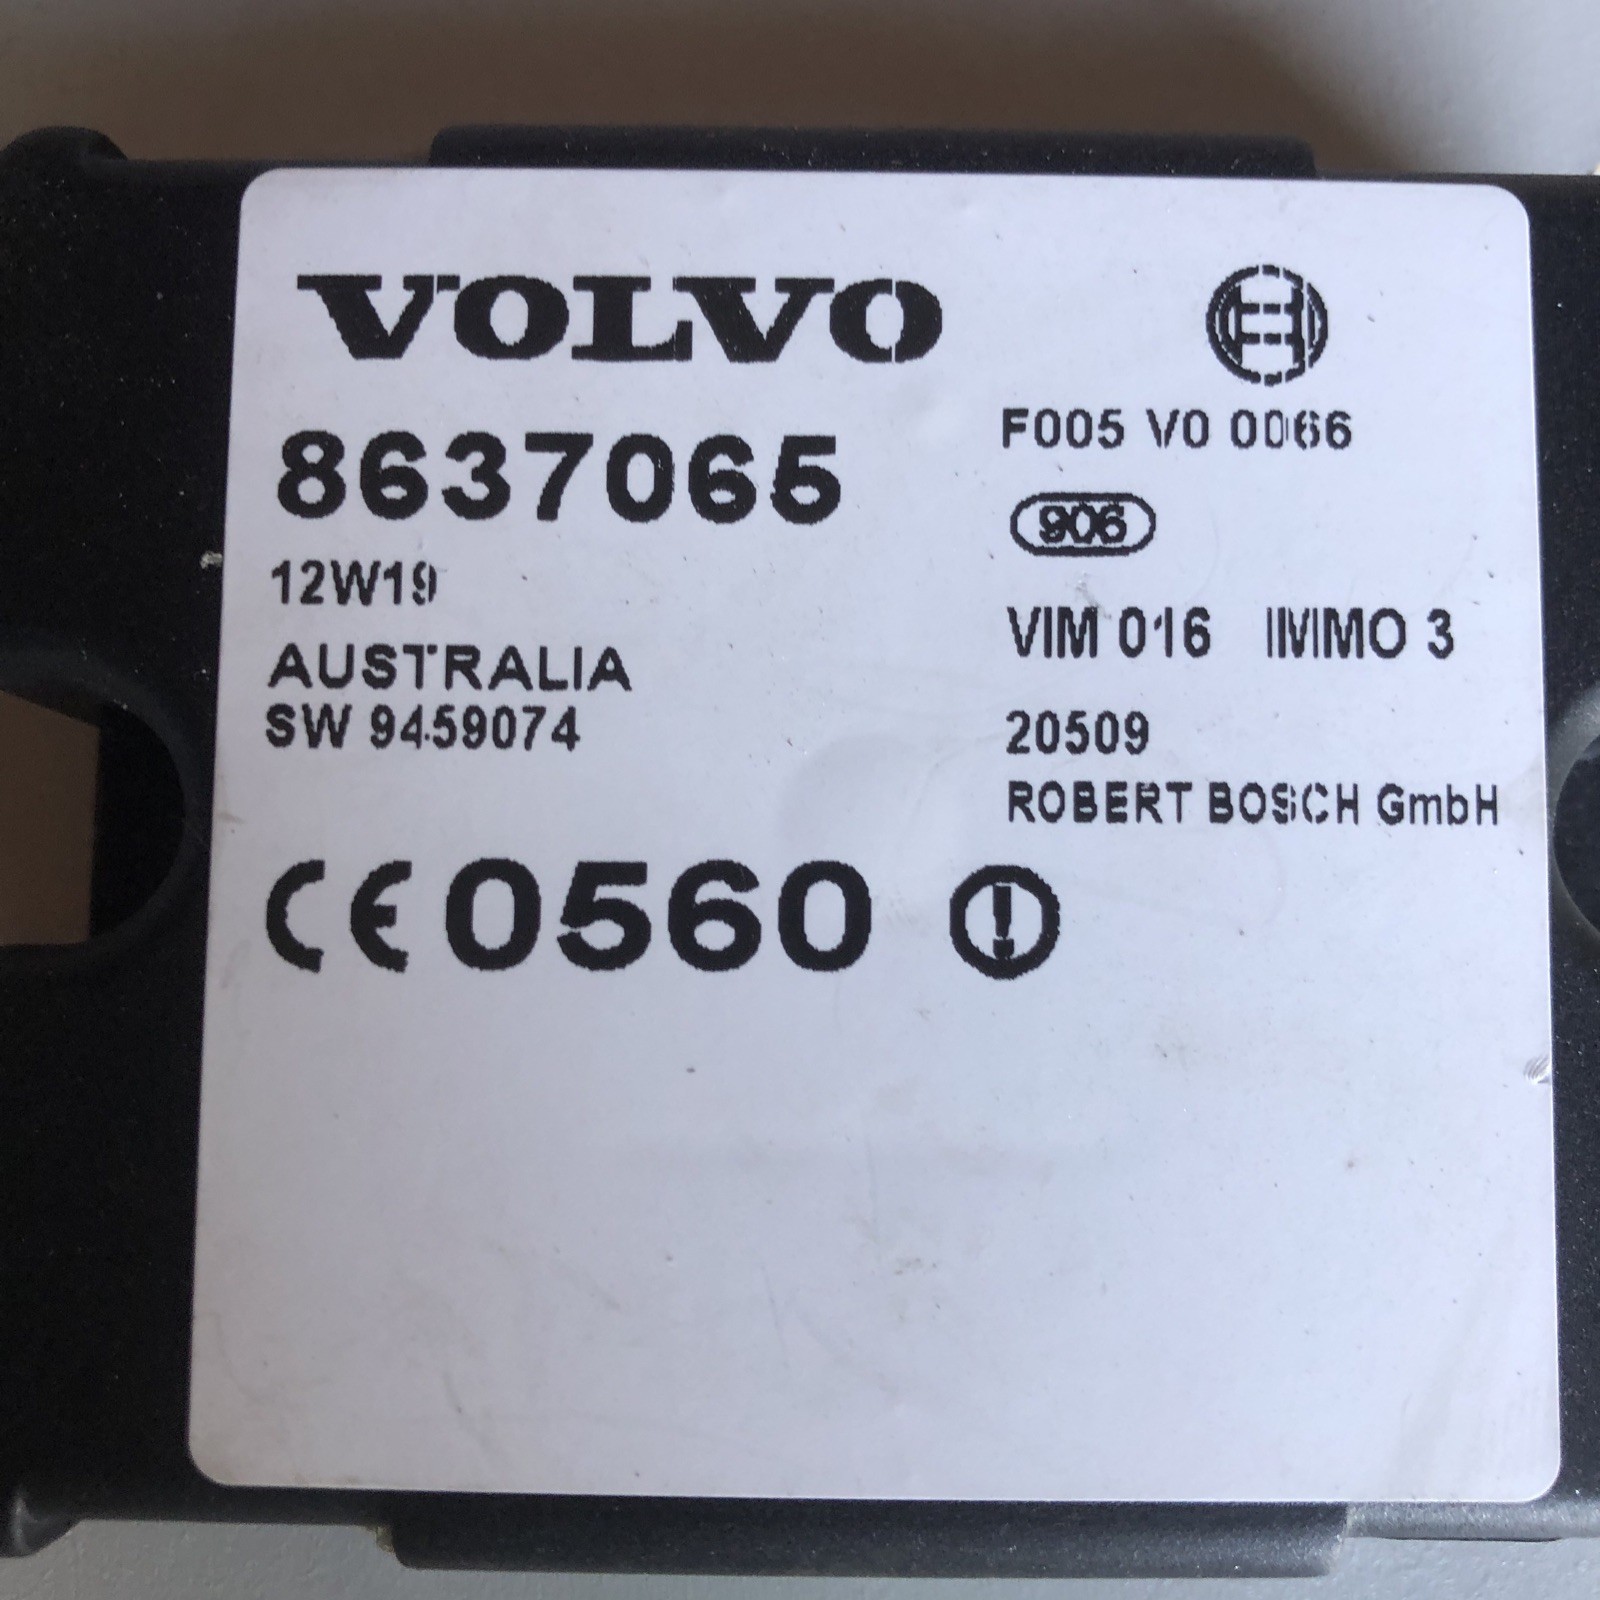 VOLVO
8637065
12W19
AUSTRALIA
SW 9459074
F005 V0 0066
906
VIM 016 IMMO 3
20509
ROBERT BOSCH GmbH
CE 0560 !